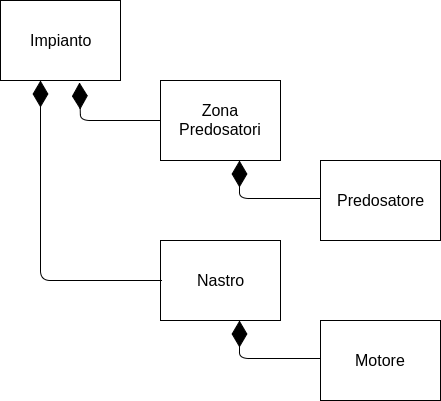 Impianto
Zona
Predosatori
Predosatore
Nastro
Motore